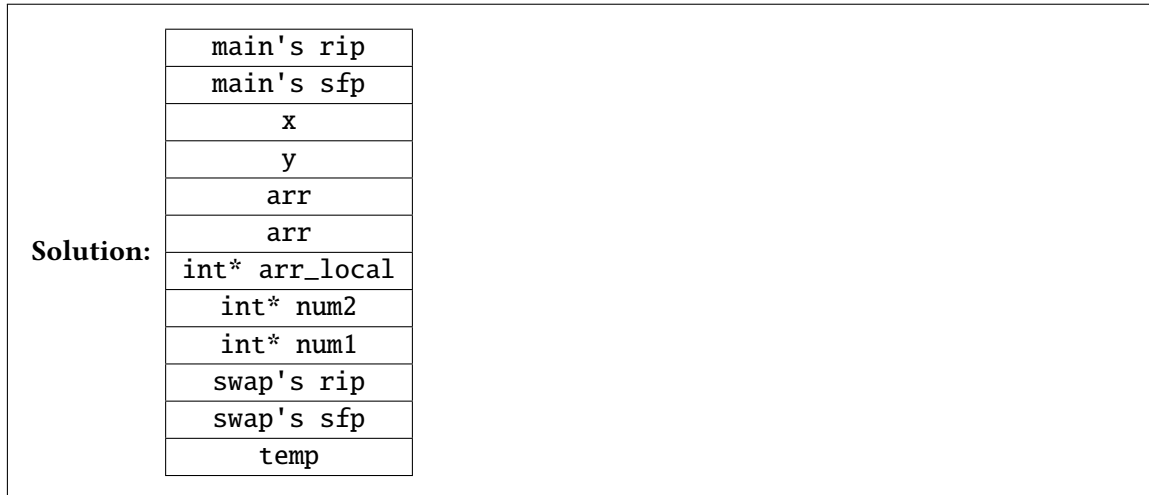 main's rip
main's sfp
x
y
arr
arr
Solution:
int* arr_local
int* num2
int* num1
swap's rip
swap's sfp
temp